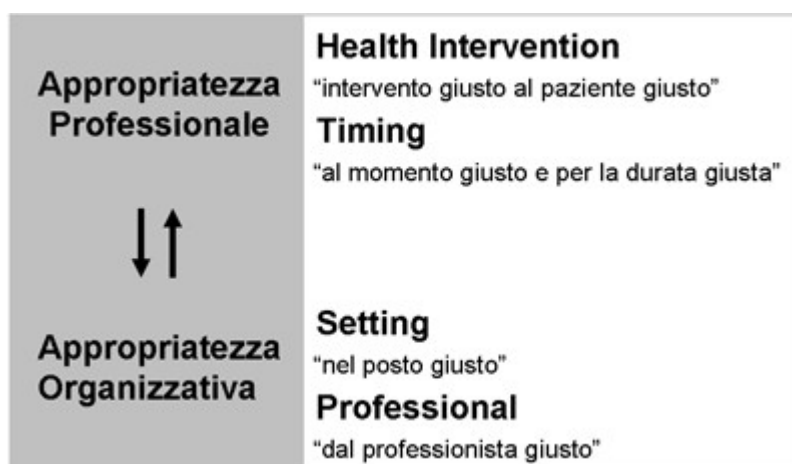 Appropriatezza
Professionale
Health Intervention
“intervento giusto al paziente giusto”
Timing
“al momento giusto e per la durata giusta”
Appropriatezza
Organizzativa
Setting
“nel posto giusto”
Professional
“dal professionista giusto”